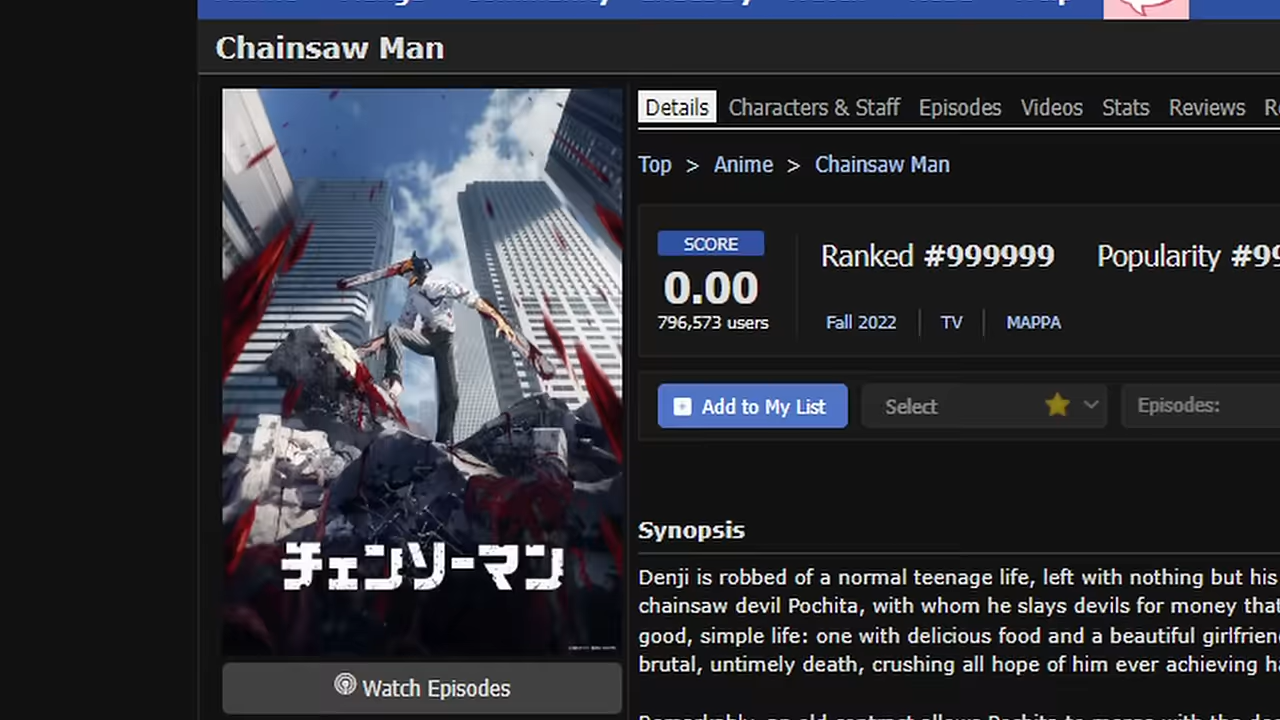 Chainsaw Man
Details Characters & Staff Episodes Videos Stats Reviews
Top > Anime > Chainsaw Man
SCORE
0.00
796,573 users
Ranked #999999 Popularity #99
Fall 2022 TV MAPPA
Add to My List Select Episodes:
Synopsis
Denji is robbed of a normal teenage life, left with nothing but his
chainsaw devil Pochita, with whom he slays devils for money that
good, simple life: one with delicious food and a beautiful
brutal, untimely death, crushing all hope of him ever achieving
チェンソーマン
Watch Episodes